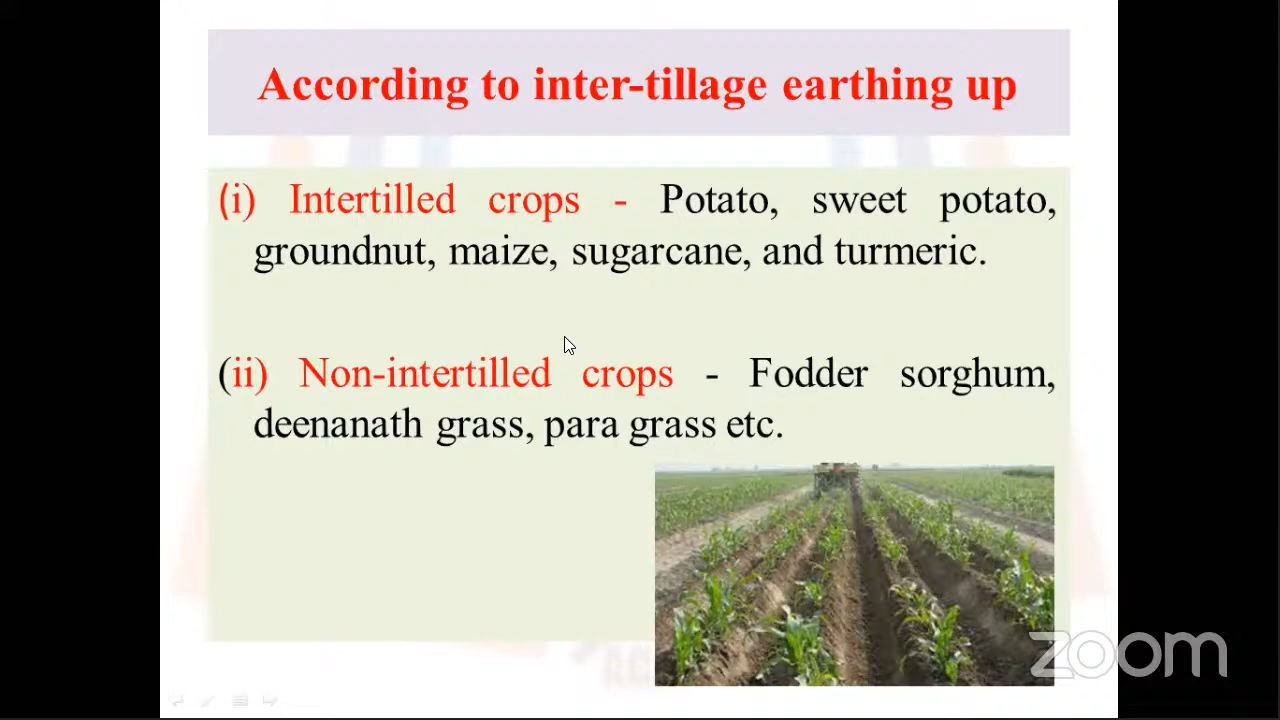 According to inter-tillage earthing up
(i) Intertilled crops - Potato, sweet potato,
groundnut, maize, sugarcane, and turmeric.
(ii) Non-intertilled crops - Fodder sorghum,
deenanath grass, para grass etc.
zoom